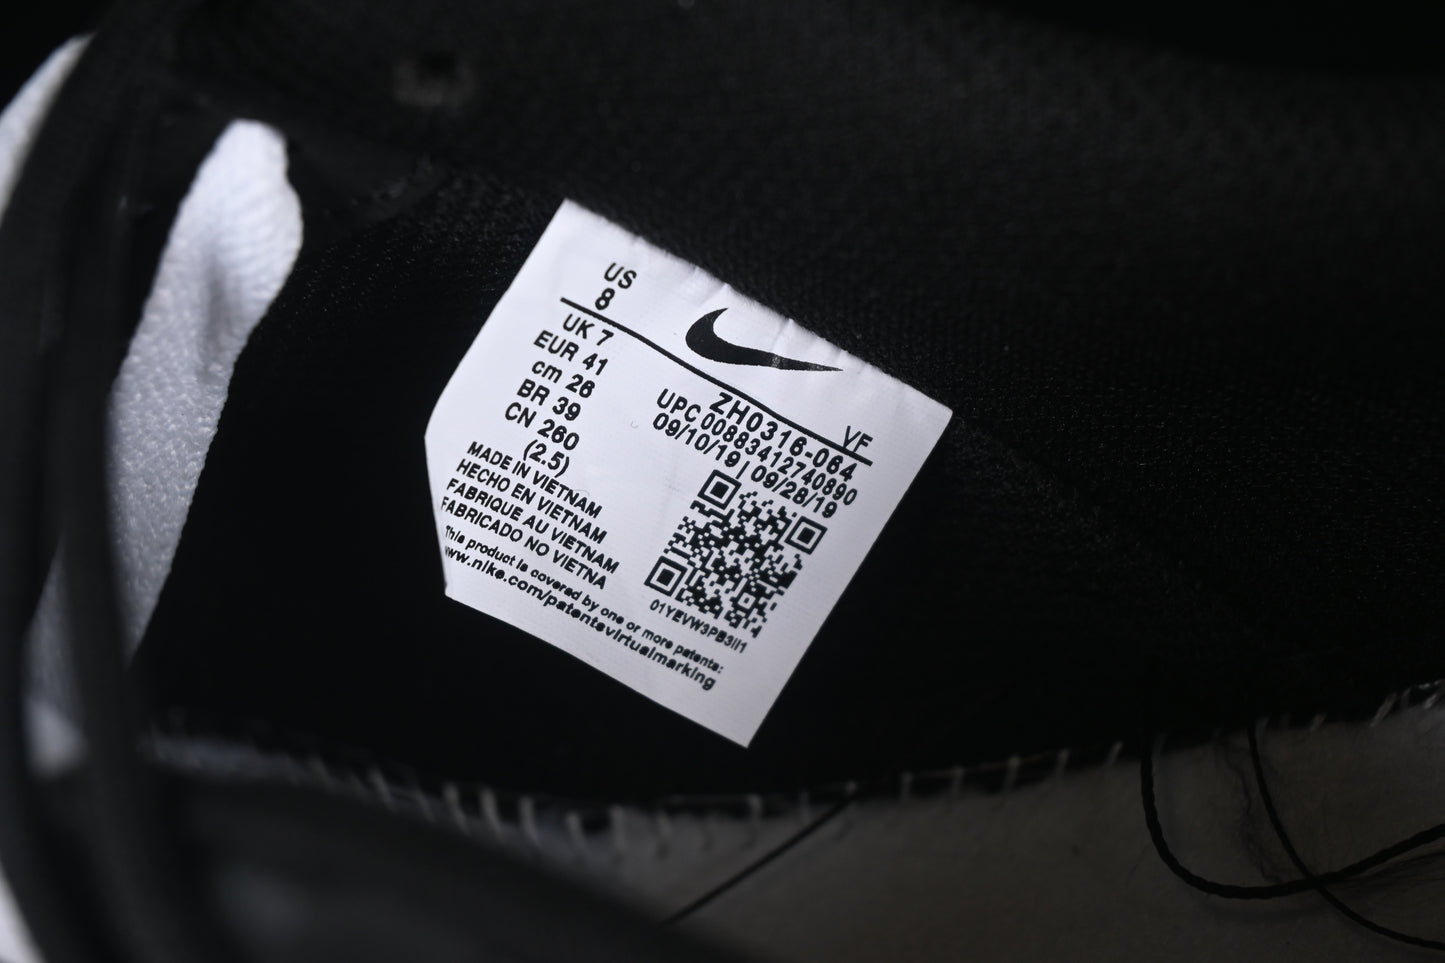 US
8
UK 7
EUR 41
cm 26
BR 39
CN 260
(2.5)
MADE IN VIETNAM
HECHO EN VIETNAM
FABRIQUE AU VIETNAM
FABRICADO NO VIETNA
This product is covered by one or more patents:
www.nike.com/patentsvirtualmarking
VF
ZH0316-064
UPC 00883412740890
09/10/19 | 09/28/19
01YEVW3PB3II1